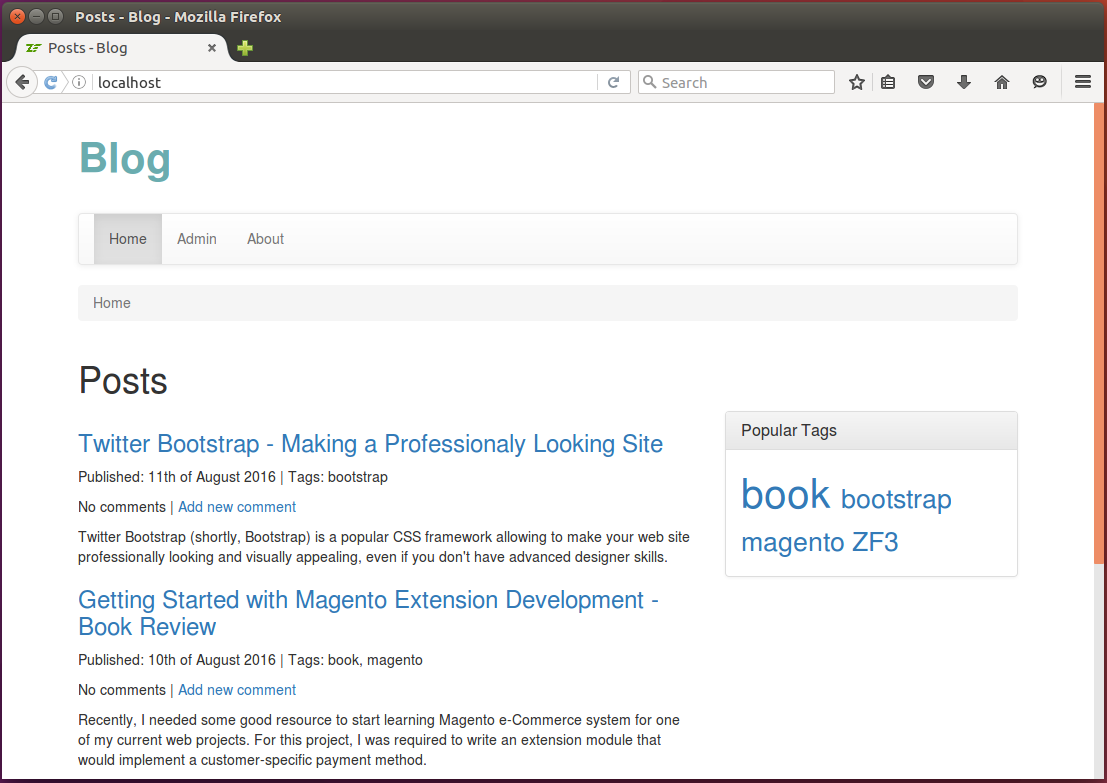 Posts - Blog - Mozilla Firefox
Posts - Blog
localhost
Search
Blog
Home Admin About
Home
Posts
Twitter Bootstrap - Making a Professionaly Looking Site
Published: 11th of August 2016 | Tags: bootstrap
No comments | Add new comment
Twitter Bootstrap (shortly, Bootstrap) is a popular CSS framework allowing to make your web site
professionally looking and visually appealing, even if you don't have advanced designer skills.
Getting Started with Magento Extension Development -
Book Review
Published: 10th of August 2016 | Tags: book, magento
No comments | Add new comment
Recently, I needed some good resource to start learning Magento e-Commerce system for one
of my current web projects. For this project, I was required to write an extension module that
would implement a customer-specific payment method.
Popular Tags
book bootstrap
magento ZF3